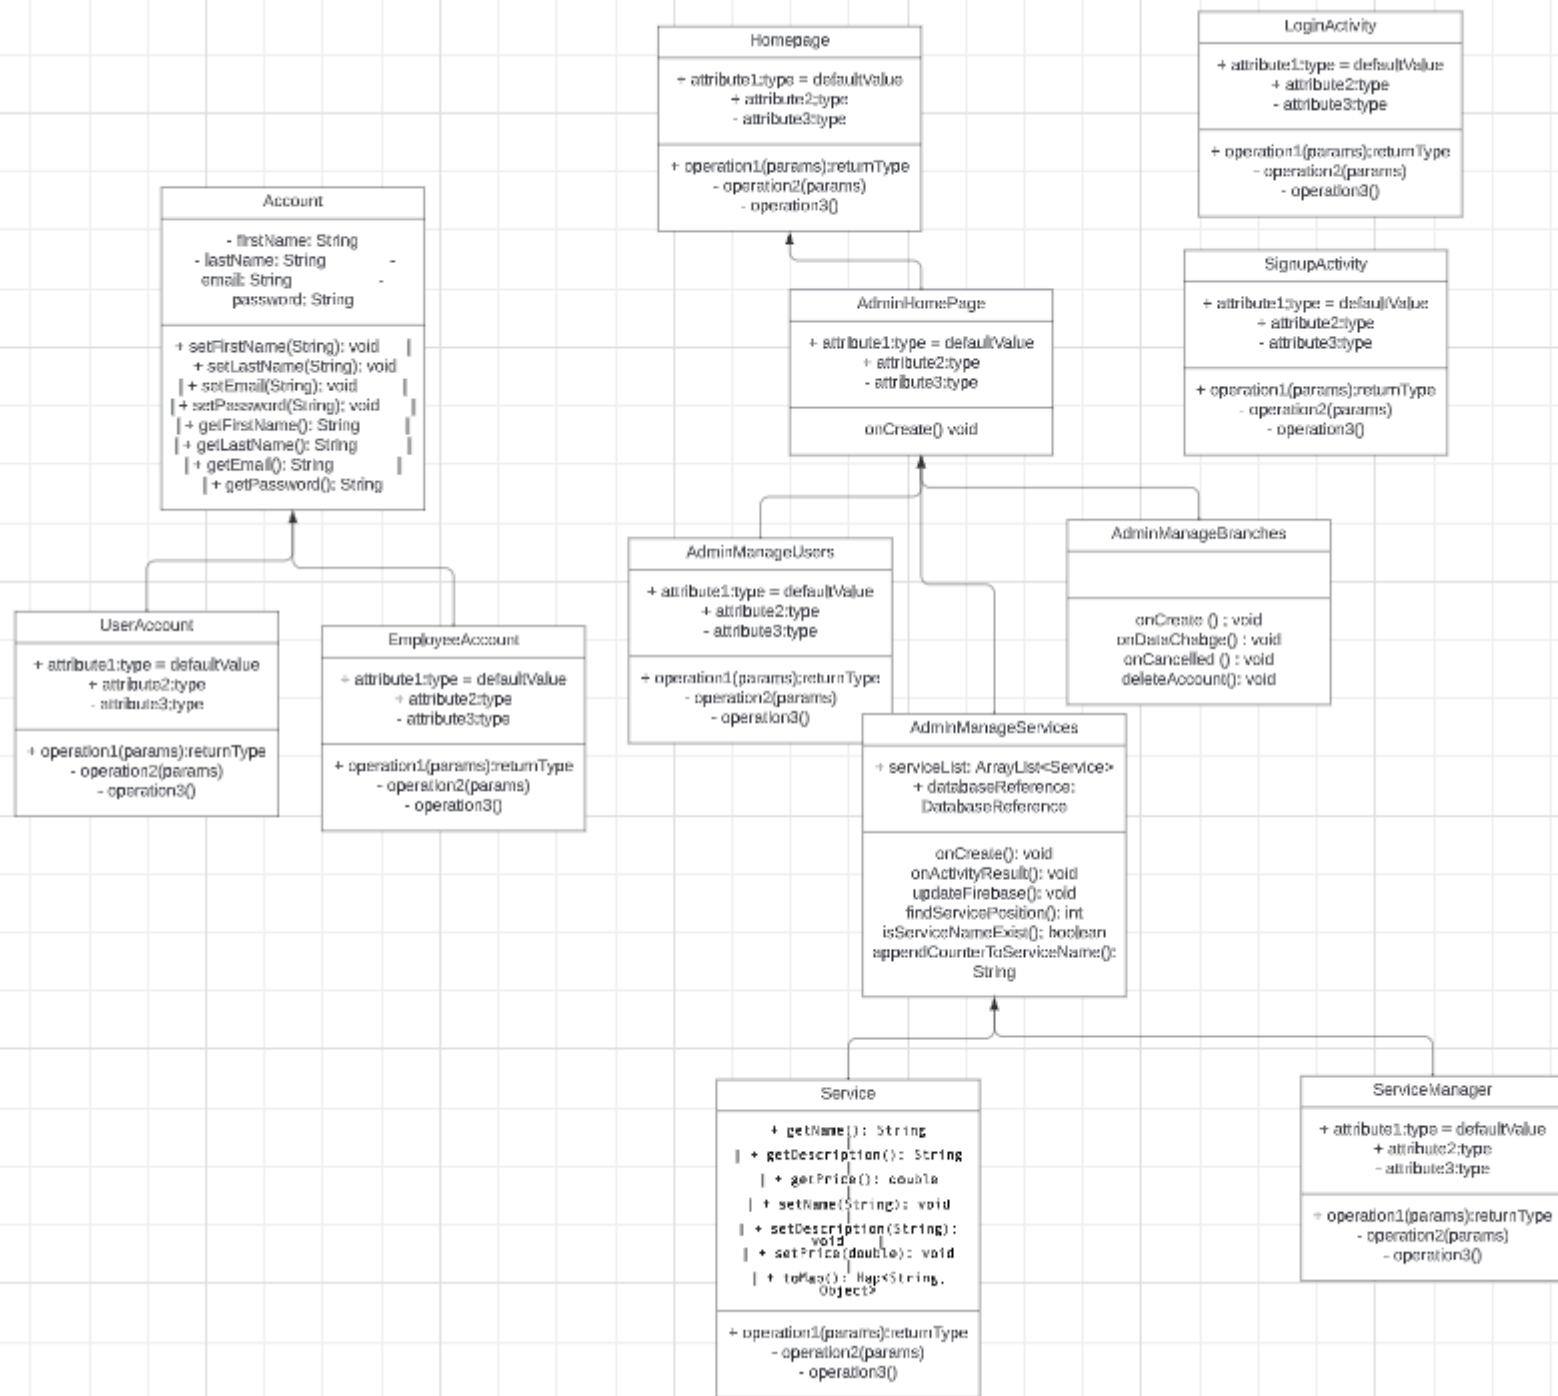 Homepage
+ attribute1:type = defaultValue
+ attribute2:type
- attribute3:type
+ operation1(params):returnType
- operation2(params)
- operation3()
LoginActivity
+ attribute1:type = defaultValue
+ attribute2:type
- attribute3:type
+ operation1(params):returnType
- operation2(params)
- operation3()
Account
- firstName: String
- lastName: String -
email: String -
password: String
+ setFirstName(String): void |
+ setLastName(String): void
| + setEmail(String): void |
| + setPassword(String): void |
| + getFirstName(): String |
| + getLastName(): String |
| + getEmail(): String |
| + getPassword(): String
SignupActivity
+ attribute1:type = defaultValue
+ attribute2:type
- attribute3:type
+ operation1(params):returnType
- operation2(params)
- operation3()
AdminHomePage
+ attribute1:type = defaultValue
+ attribute2:type
- attribute3:type
onCreate() void
AdminManageUsers
+ attribute1:type = defaultValue
+ attribute2:type
- attribute3:type
+ operation1(params):returnType
- operation2(params)
- operation3()
AdminManageBranches
onCreate () : void
onDataChabge() : void
onCancelled () : void
deleteAccount(): void
UserAccount
+ attribute1:type = defaultValue
+ attribute2:type
- attribute3:type
+ operation1(params):returnType
- operation2(params)
- operation3()
EmployeeAccount
+ attribute1:type = defaultValue
+ attribute2:type
- attribute3:type
+ operation1(params):returnType
- operation2(params)
- operation3()
AdminManageServices
+ serviceList: ArrayList<Service>
+ databaseReference:
DatabaseReference
onCreate(): void
onActivityResult(): void
updateFirebase(): void
findServicePosition(): int
isServiceNameExist(): boolean
appendCounterToServiceName():
String
Service
+ getName(): String
|
| + getDescription(): String
|
| + getPrice(): double
|
| + setName(String): void
|
| + setDescription(String):
void |
| + setPrice(double): void
|
| + toMap(): Map<String,
Object>
+ operation1(params):returnType
- operation2(params)
- operation3()
ServiceManager
+ attribute1:type = defaultValue
+ attribute2:type
- attribute3:type
+ operation1(params):returnType
- operation2(params)
- operation3()